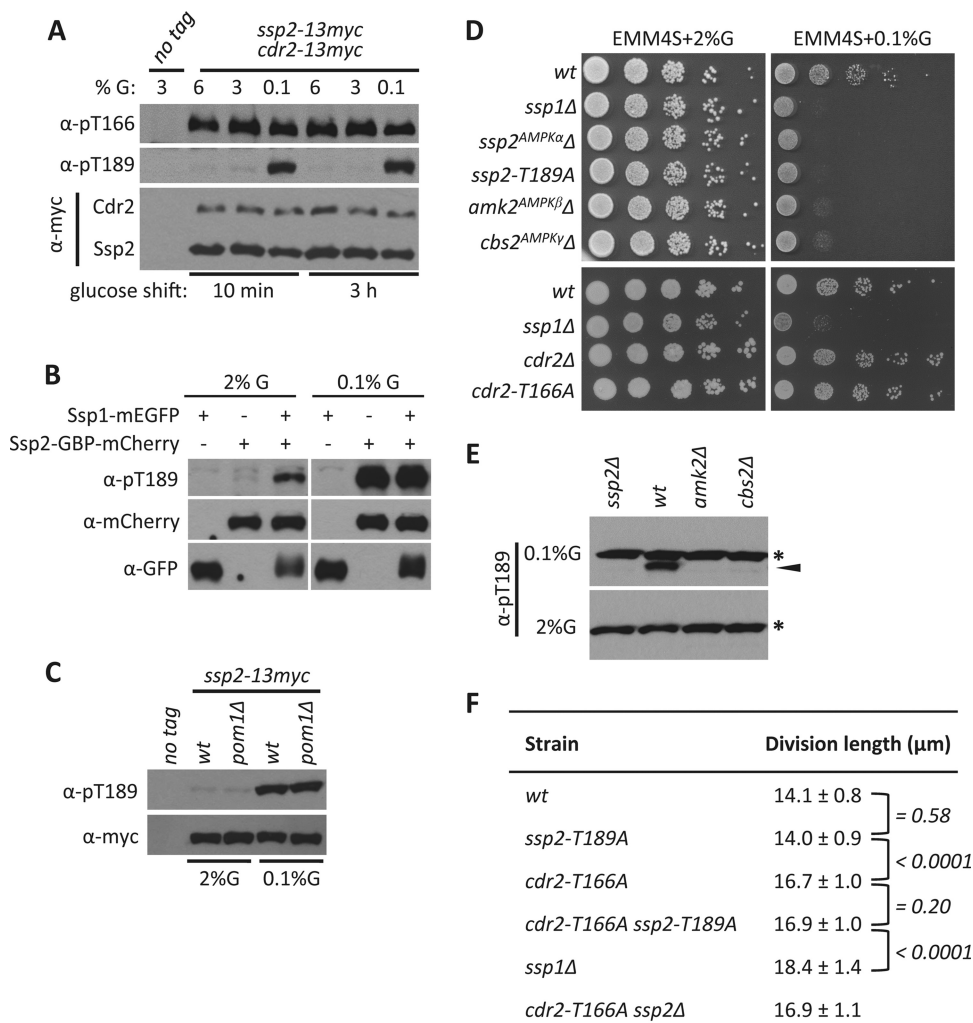 A
no tag
ssp2-13myc
cdr2-13myc
% G: 3 6 3 0.1 6 3 0.1
α-pT166
α-pT189
α-myc
Cdr2
Ssp2
glucose shift: 10 min 3 h
B
2% G 0.1% G
Ssp1-mEGFP + - + + - +
Ssp2-GBP-mCherry - + + - + +
α-pT189
α-mCherry
α-GFP
C
ssp2-13myc
no tag wt pom1Δ wt pom1Δ
α-pT189
α-myc
2%G 0.1%G
D
EMM4S+2%G EMM4S+0.1%G
wt
ssp1Δ
ssp2AMPKαΔ
ssp2-T189A
amk2AMPKβΔ
cbs2AMPKγΔ
wt
ssp1Δ
cdr2Δ
cdr2-T166A
E
ssp2Δ wt amk2Δ cbs2Δ
α-pT189
0.1%G *
2%G *
F
Strain Division length (μm)
wt 14.1 ± 0.8
= 0.58
ssp2-T189A 14.0 ± 0.9
< 0.0001
cdr2-T166A 16.7 ± 1.0
= 0.20
cdr2-T166A ssp2-T189A 16.9 ± 1.0
< 0.0001
ssp1Δ 18.4 ± 1.4
cdr2-T166A ssp2Δ 16.9 ± 1.1